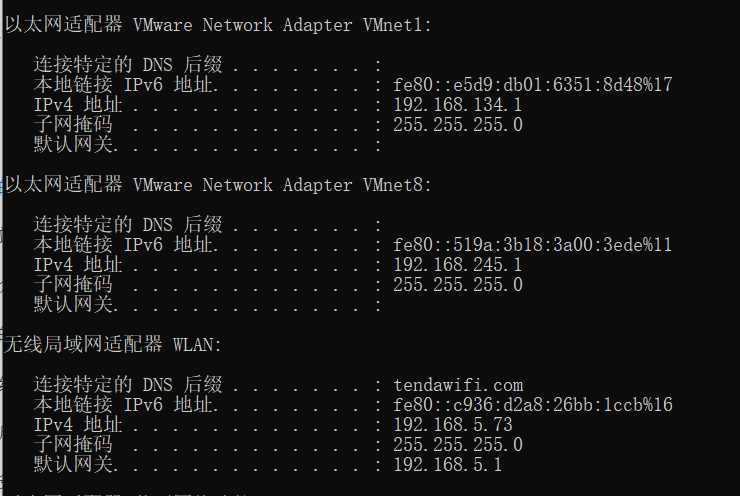 以太网适配器 VMware Network Adapter VMnet1:
连接特定的 DNS 后缀 . . . . . . . :
本地链接 IPv6 地址. . . . . . . . : fe80::e5d9:db01:6351:8d48%17
IPv4 地址 . . . . . . . . . . . . : 192.168.134.1
子网掩码 . . . . . . . . . . . . : 255.255.255.0
默认网关. . . . . . . . . . . . . :
以太网适配器 VMware Network Adapter VMnet8:
连接特定的 DNS 后缀 . . . . . . . :
本地链接 IPv6 地址. . . . . . . . : fe80::519a:3b18:3a00:3ede%11
IPv4 地址 . . . . . . . . . . . . : 192.168.245.1
子网掩码 . . . . . . . . . . . . : 255.255.255.0
默认网关. . . . . . . . . . . . . :
无线局域网适配器 WLAN:
连接特定的 DNS 后缀 . . . . . . . : tendawifi.com
本地链接 IPv6 地址. . . . . . . . : fe80::c936:d2a8:26bb:1ccb%16
IPv4 地址 . . . . . . . . . . . . : 192.168.5.73
子网掩码 . . . . . . . . . . . . : 255.255.255.0
默认网关. . . . . . . . . . . . . : 192.168.5.1